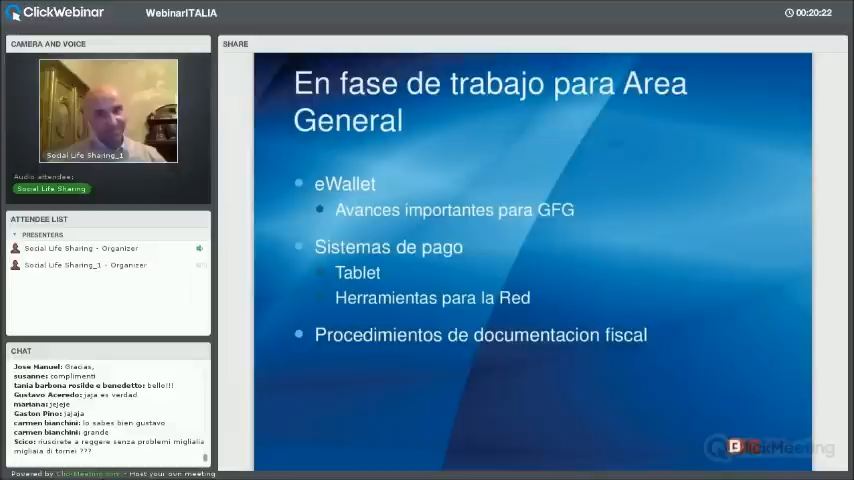 ClickWebinar
WebinarITALIA
00:20:22
CAMERA AND VOICE
Social Life Sharing_1
Audio attendee:
Social Life Sharing
ATTENDEE LIST
PRESENTERS
Social Life Sharing - Organizer
Social Life Sharing_1 - Organizer
CHAT
Jose Manuel: Gracias,
susanne: complimenti
tania barbona rosilde e benedetto: bello!!!
Gustavo Aceredo: jaja es verdad
mariana: jejeje
Gaston Pino: jajaja
carmen bianchini: lo sabes bien gustavo
carmen bianchini: grande
Scico: riusdirete a reggere senza problemi miglialia
migliaia di tornei ???
Powered by ClickMeeting.com - Host your own meeting
SHARE
En fase de trabajo para Area
General
eWallet
Avances importantes para GFG
Sistemas de pago
Tablet
Herramientas para la Red
Procedimientos de documentacion fiscal
ClickMeeting